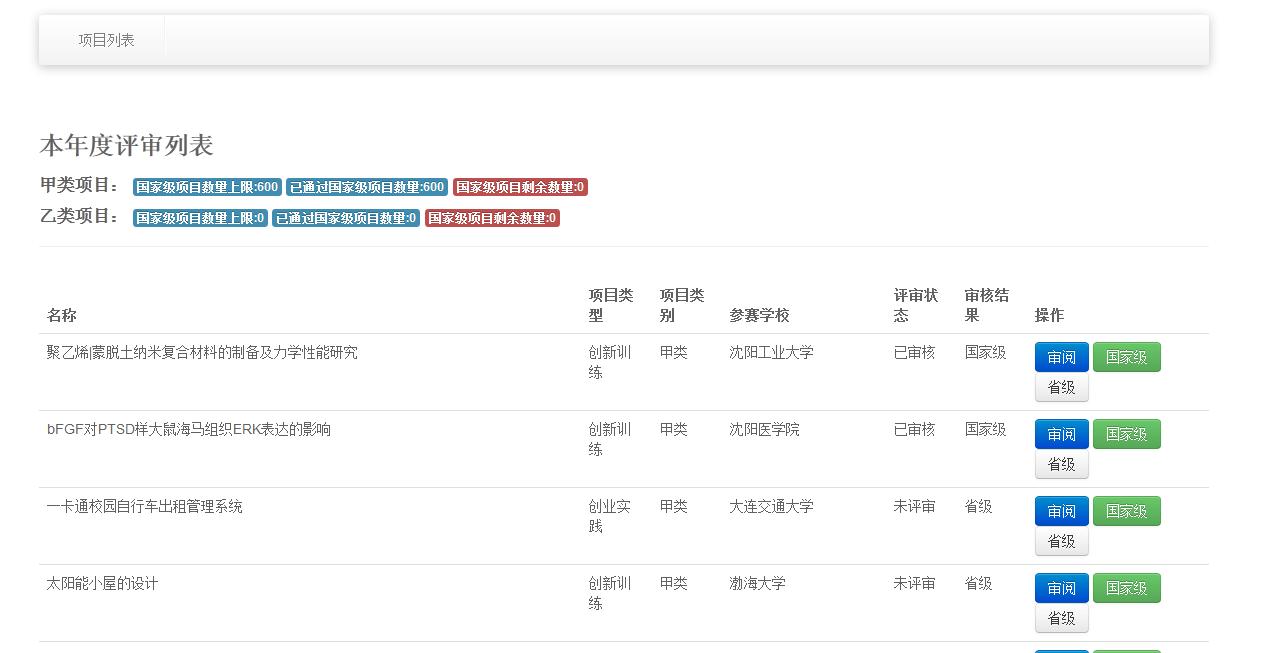 项目列表
本年度评审列表
甲类项目： 国家级项目数量上限:600 已通过国家级项目数量:600 国家级项目剩余数量:0
乙类项目： 国家级项目数量上限:0 已通过国家级项目数量:0 国家级项目剩余数量:0
名称 项目类型 项目类别 参赛学校 评审状态 审核结果 操作
聚乙烯|蒙脱土纳米复合材料的制备及力学性能研究 创新训练 甲类 沈阳工业大学 已审核 国家级 审阅 国家级
省级
bFGF对PTSD样大鼠海马组织ERK表达的影响 创新训练 甲类 沈阳医学院 已审核 国家级 审阅 国家级
省级
一卡通校园自行车出租管理系统 创业实践 甲类 大连交通大学 未评审 省级 审阅 国家级
省级
太阳能小屋的设计 创新训练 甲类 渤海大学 未评审 省级 审阅 国家级
省级